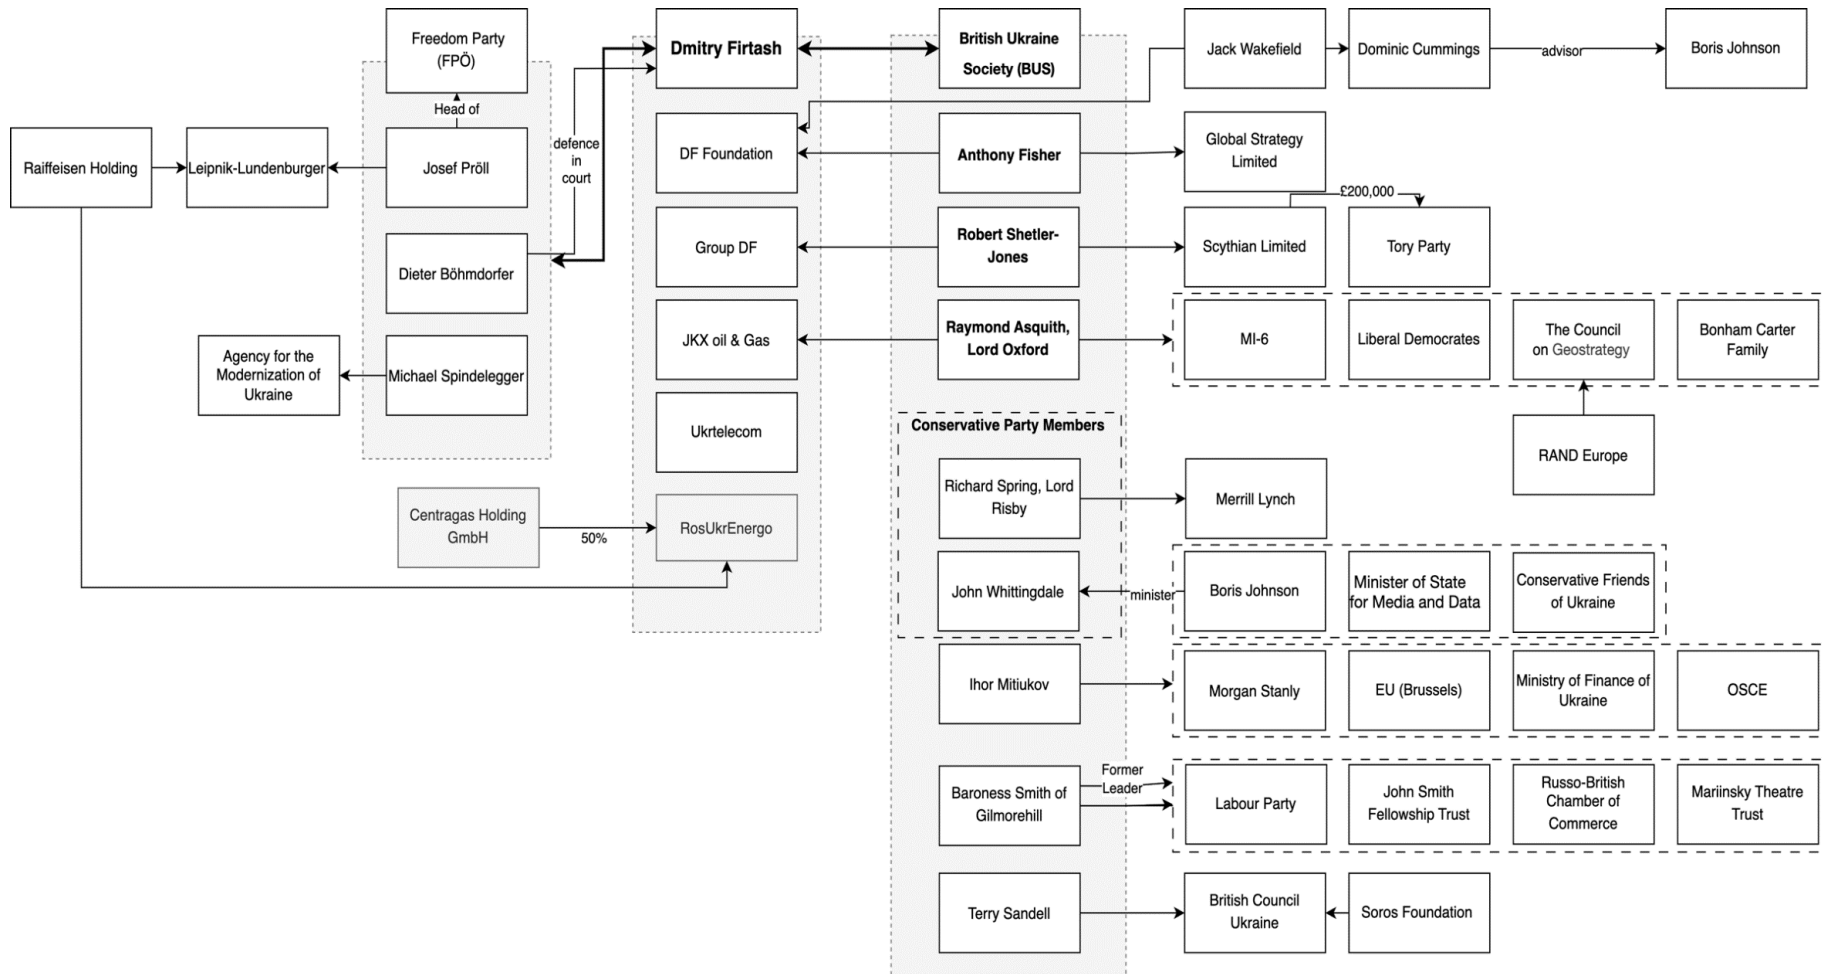 Freedom Party
(FPÖ)
Dmitry Firtash
British Ukraine
Society (BUS)
Jack Wakefield
Dominic Cummings
advisor
Boris Johnson
Head of
Raiffeisen Holding
Leipnik-Lundenburger
Josef Pröll
defence
in
court
DF Foundation
Anthony Fisher
Global Strategy
Limited
£200,000
Dieter Böhmdorfer
Group DF
Robert Shetler-
Jones
Scythian Limited
Tory Party
Agency for the
Modernization of
Ukraine
Michael Spindelegger
JKX oil & Gas
Raymond Asquith,
Lord Oxford
MI-6
Liberal Democrates
The Council
on Geostrategy
Bonham Carter
Family
Ukrtelecom
Conservative Party Members
RAND Europe
Richard Spring, Lord
Risby
Merrill Lynch
Centragas Holding
GmbH
50%
RosUkrEnergo
John Whittingdale
minister
Boris Johnson
Minister of State
for Media and Data
Conservative Friends
of Ukraine
Ihor Mitiukov
Morgan Stanly
EU (Brussels)
Ministry of Finance of
Ukraine
OSCE
Baroness Smith of
Gilmorehill
Former
Leader
Labour Party
John Smith
Fellowship Trust
Russo-British
Chamber of
Commerce
Mariinsky Theatre
Trust
Terry Sandell
British Council
Ukraine
Soros Foundation